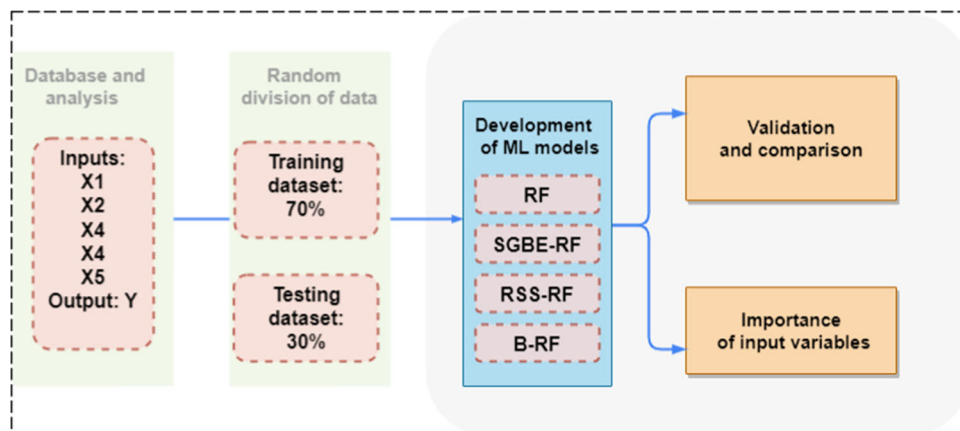 Database and
analysis
Inputs:
X1
X2
X4
X4
X5
Output: Y
Random
division of data
Training
dataset:
70%
Testing
dataset:
30%
Development
of ML models
RF
SGBE-RF
RSS-RF
B-RF
Validation
and comparison
Importance
of input variables